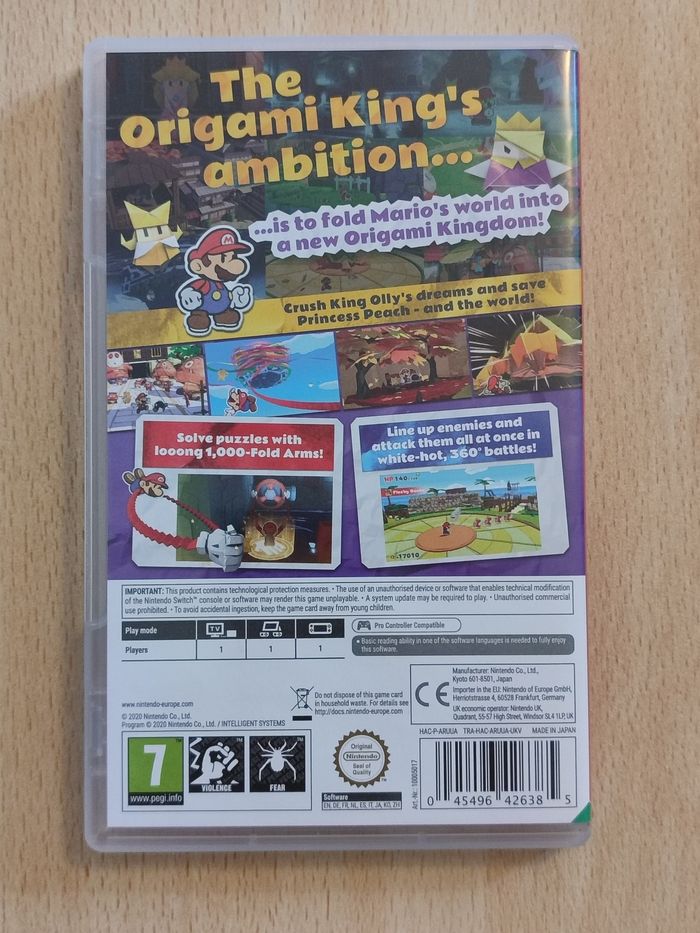 The
Origami King's
ambition...
...is to fold Mario's world into
a new Origami Kingdom!
Crush King Olly's dreams and save
Princess Peach - and the world!
Solve puzzles with
looong 1,000-Fold Arms!
Line up enemies and
attack them all at once in
white-hot, 360° battles!
HP 140
17010
IMPORTANT: This product contains technological protection measures. • The use of an unauthorised device or software that enables technical modification
of the Nintendo Switch™ console or software may render this game unplayable. • A system update may be required to play. • Unauthorised commercial
use prohibited. • To avoid accidental ingestion, keep the game card away from young children.
Play mode TV
Players 1 1 1
Pro Controller Compatible
• Basic reading ability in one of the software languages is needed to fully enjoy
this software.
www.nintendo-europe.com
© 2020 Nintendo Co., Ltd.
Program © 2020 Nintendo Co., Ltd. / INTELLIGENT SYSTEMS
Do not dispose of this game card
in household waste. For details see
http://docs.nintendo-europe.com
CE
Manufacturer: Nintendo Co., Ltd.,
Kyoto 601-8501, Japan
Importer in the EU: Nintendo of Europe GmbH,
Herriotstrasse 4, 60528 Frankfurt, Germany
UK economic operator: Nintendo UK,
Quadrant, 55-57 High Street, Windsor SL4 1LP, UK
HAC-P-ARUUA TRA-HAC-ARUUA-UKV MADE IN JAPAN
7
www.pegi.info
VIOLENCE
FEAR
Original
Nintendo
Seal of
Quality
Software
EN, DE, FR, NL, ES, IT, JA, KO, ZH
Art.-Nr.: 10005017
0 45496 42638 5